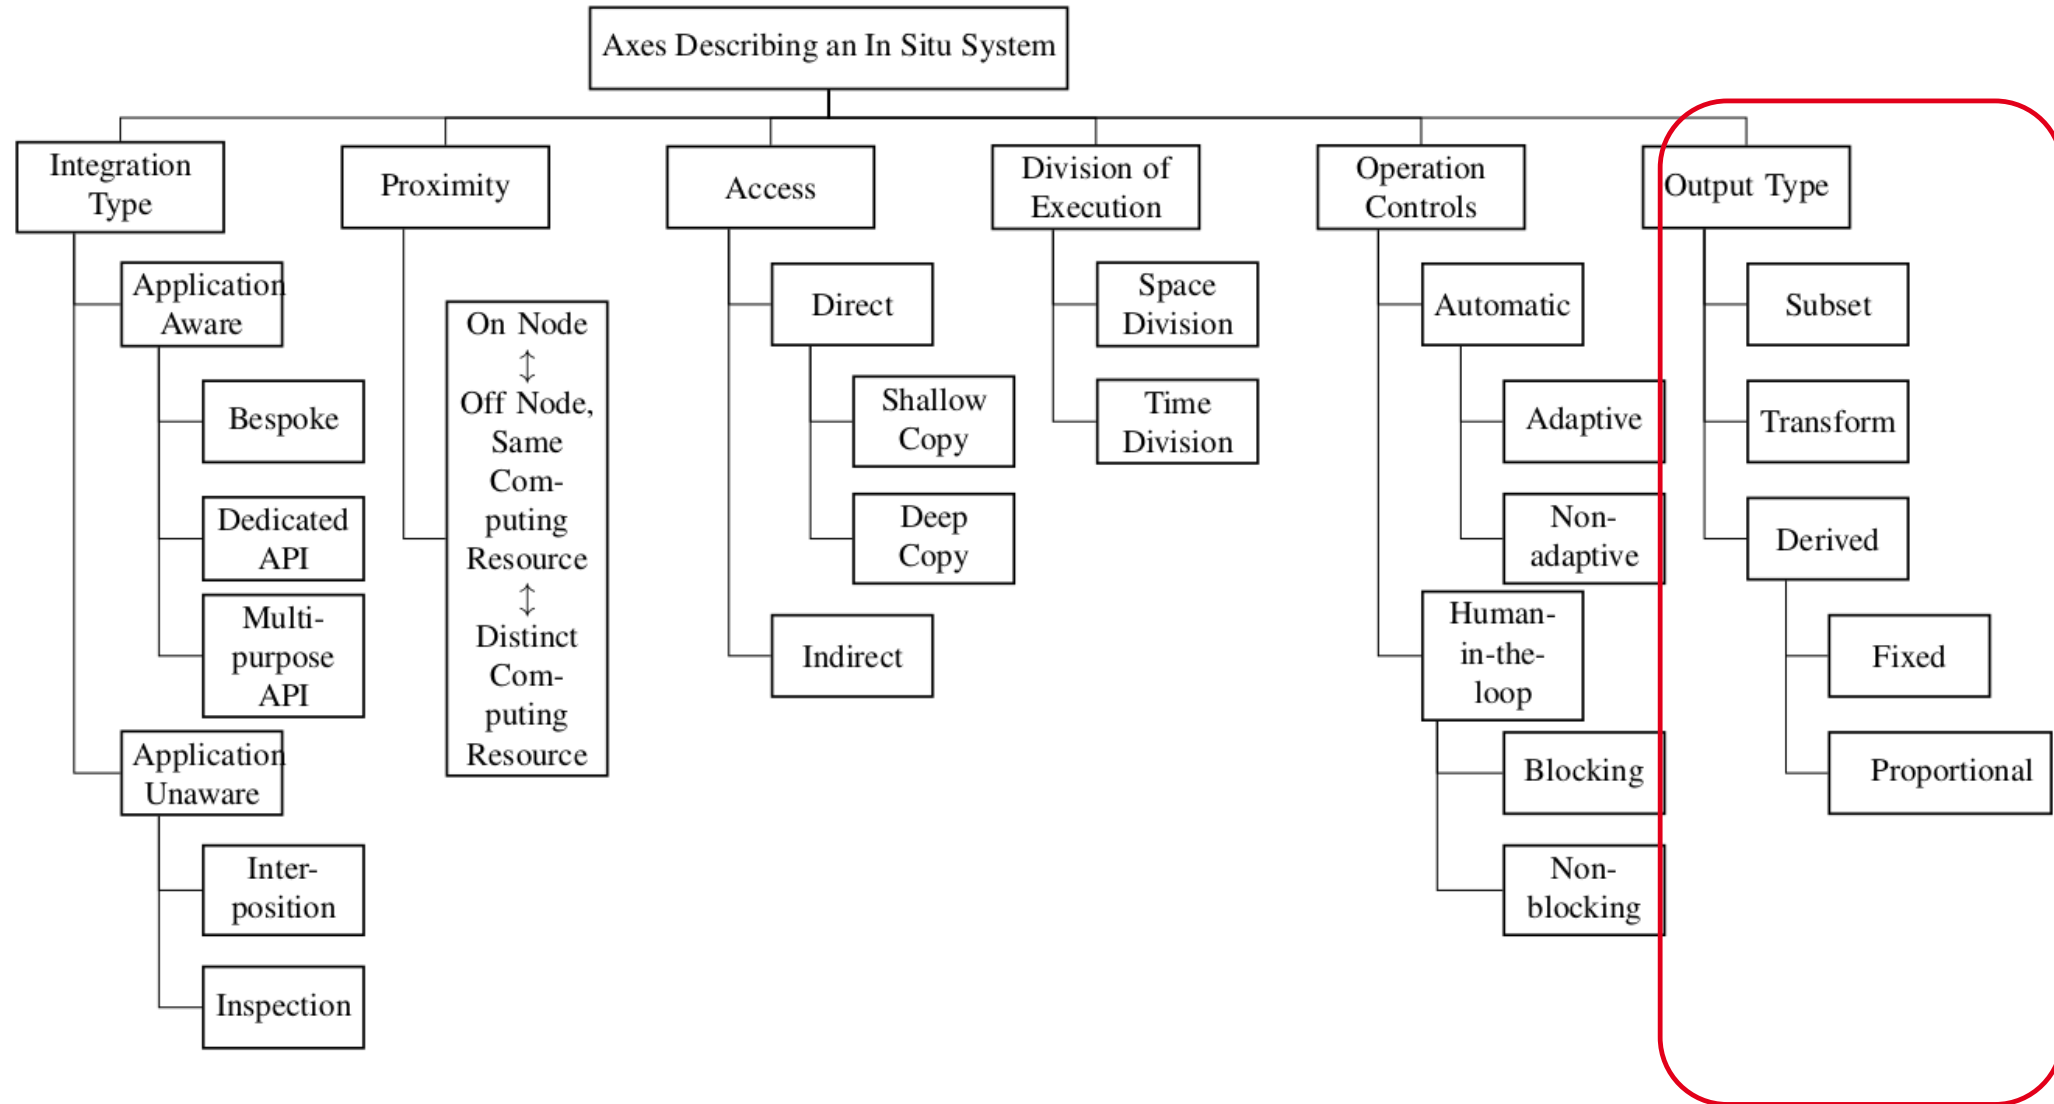 Axes Describing an In Situ System
Integration
Type
Application
Aware
Bespoke
Dedicated
API
Multi-
purpose
API
Application
Unaware
Inter-
position
Inspection
Proximity
On Node
↕
Off Node,
Same
Com-
puting
Resource
↕
Distinct
Com-
puting
Resource
Access
Direct
Shallow
Copy
Deep
Copy
Indirect
Division of
Execution
Space
Division
Time
Division
Operation
Controls
Automatic
Adaptive
Non-
adaptive
Human-
in-the-
loop
Blocking
Non-
blocking
Output Type
Subset
Transform
Derived
Fixed
Proportional